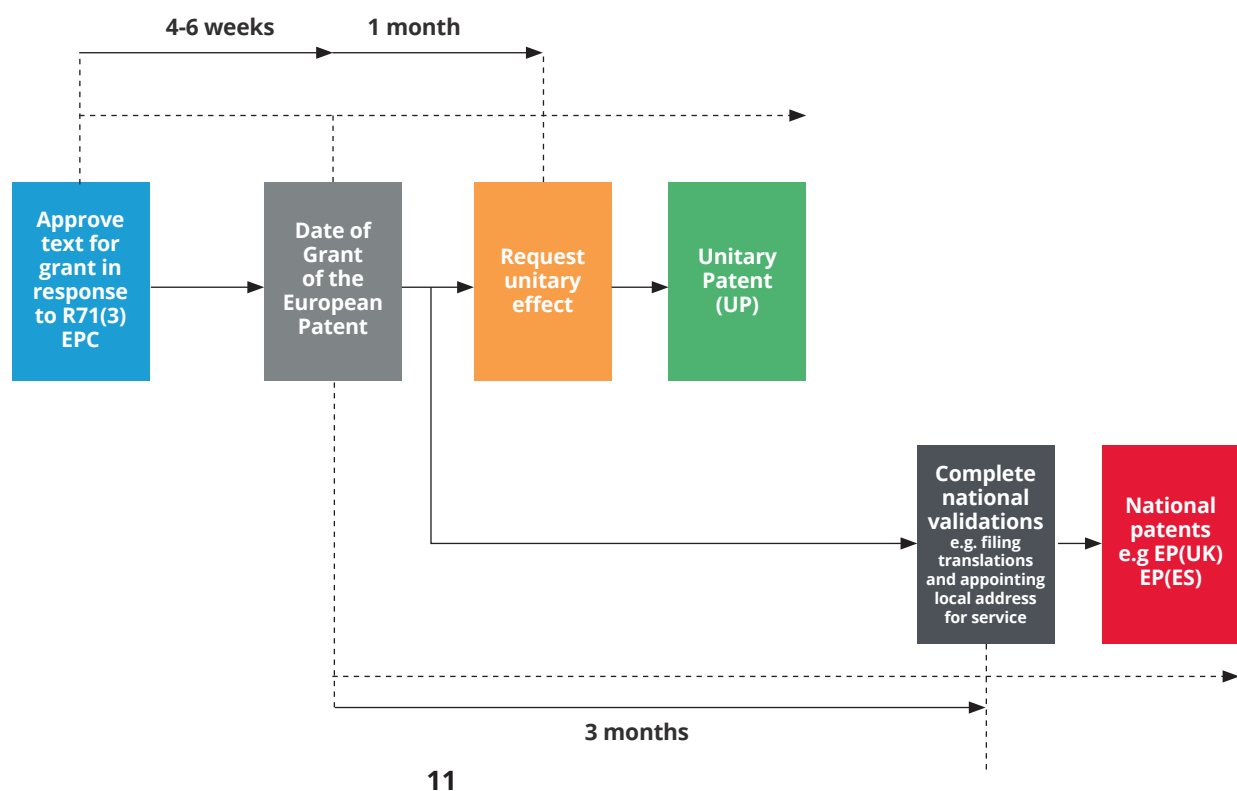 4-6 weeks
1 month
Approve
text for
grant in
response
to R71(3)
EPC
Date of
Grant
of the
European
Patent
Request
unitary
effect
Unitary
Patent
(UP)
Complete
national
validations
e.g. filing
translations
and appointing
local address
for service
National
patents
e.g EP(UK)
EP(ES)
3 months
11